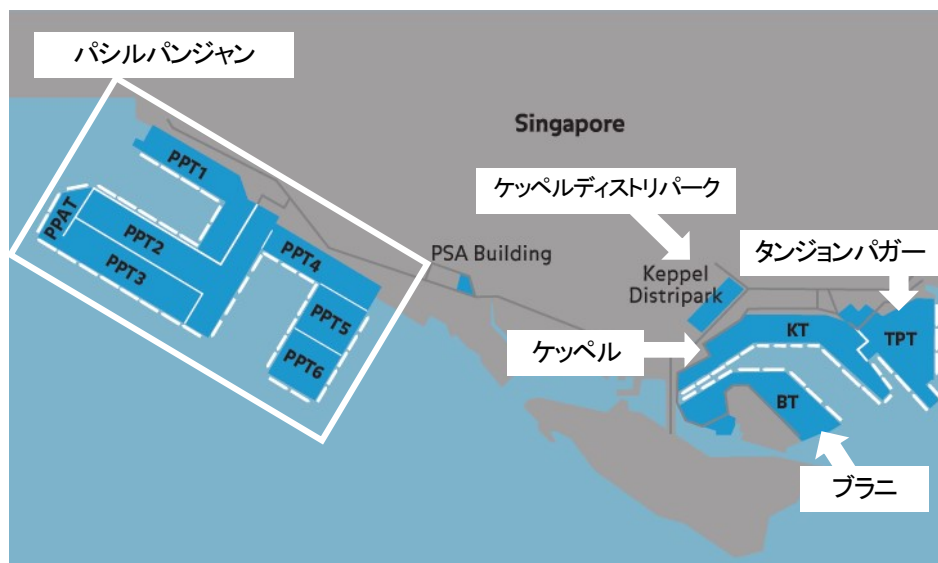 パシルパンジャン
Singapore
ケッペルディストリパーク
PSA Building
Keppel
Distripark
タンジョンパガー
ケッペル
ブラニ
PPT1
PPAT
PPT2
PPT3
PPT4
PPT5
PPT6
KT
TPT
BT